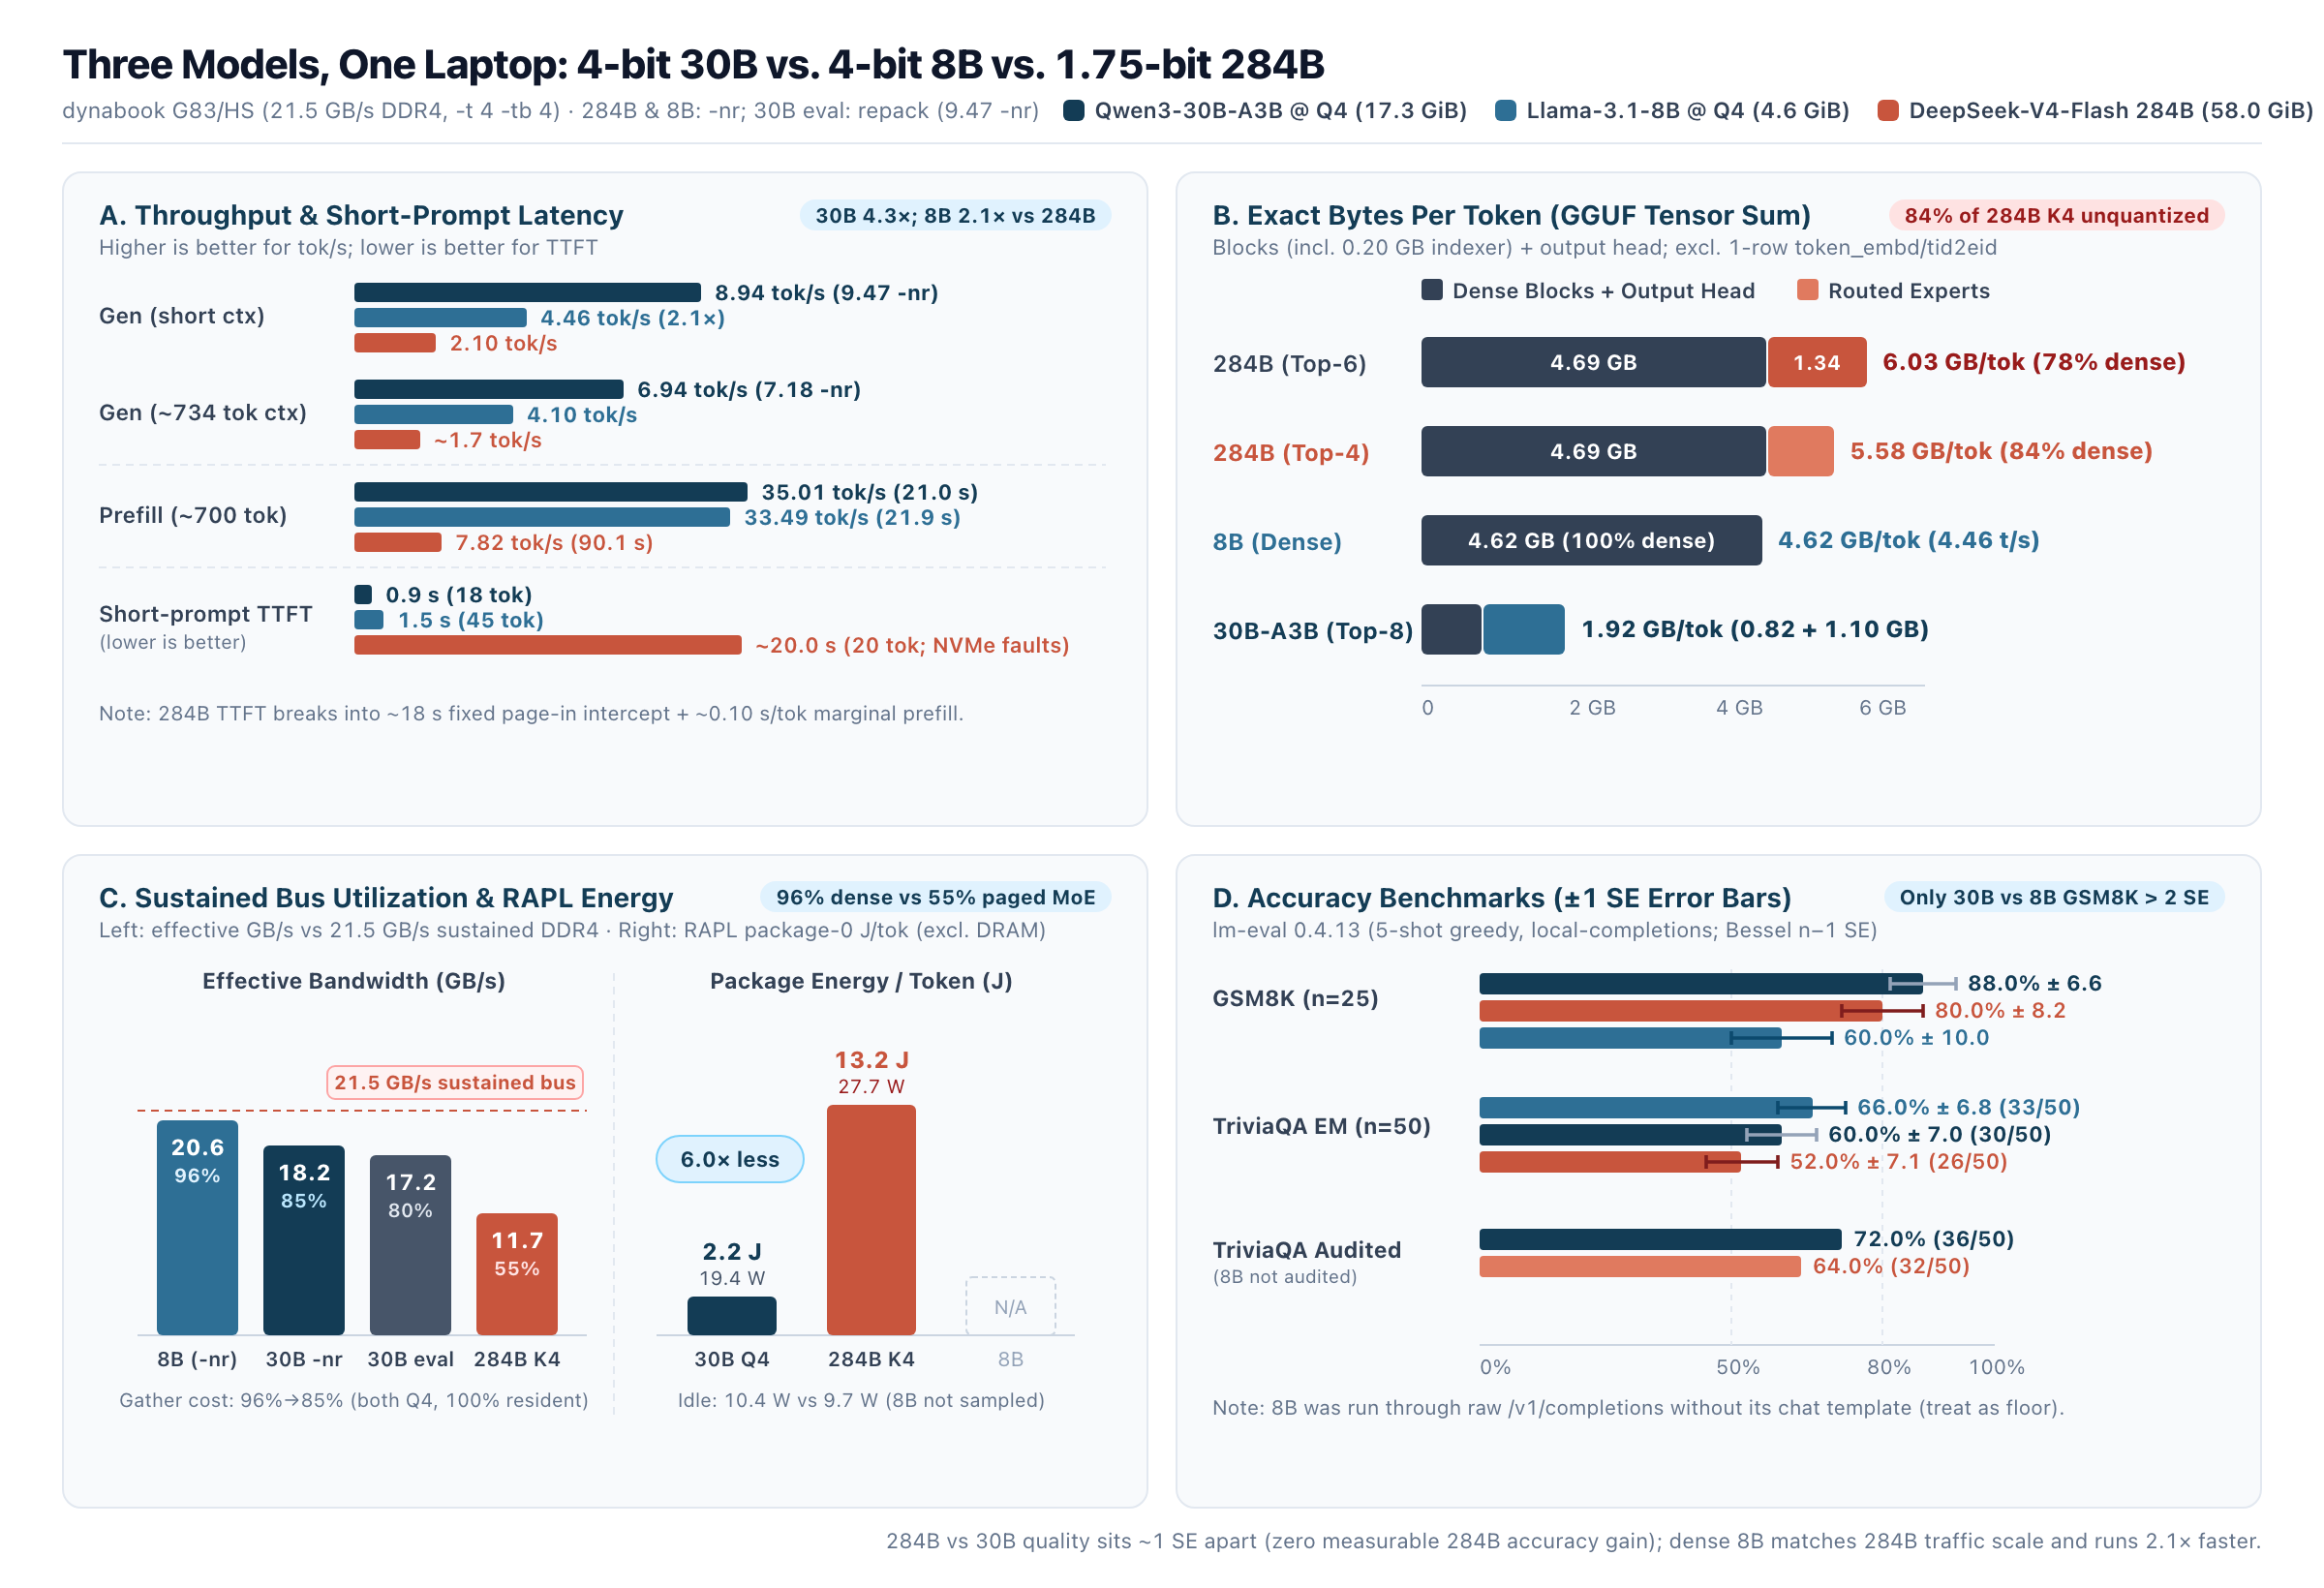 Three Models, One Laptop: 4-bit 30B vs. 4-bit 8B vs. 1.75-bit 284B
dynabook G83/HS (21.5 GB/s DDR4, -t 4 -tb 4) · 284B & 8B: -nr; 30B eval: repack (9.47 -nr)
Qwen3-30B-A3B @ Q4 (17.3 GiB)
Llama-3.1-8B @ Q4 (4.6 GiB)
DeepSeek-V4-Flash 284B (58.0 GiB)
A. Throughput & Short-Prompt Latency
30B 4.3×; 8B 2.1× vs 284B
Higher is better for tok/s; lower is better for TTFT
Gen (short ctx)
8.94 tok/s (9.47 -nr)
4.46 tok/s (2.1×)
2.10 tok/s
Gen (~734 tok ctx)
6.94 tok/s (7.18 -nr)
4.10 tok/s
~1.7 tok/s
Prefill (~700 tok)
35.01 tok/s (21.0 s)
33.49 tok/s (21.9 s)
7.82 tok/s (90.1 s)
Short-prompt TTFT
(lower is better)
0.9 s (18 tok)
1.5 s (45 tok)
~20.0 s (20 tok; NVMe faults)
Note: 284B TTFT breaks into ~18 s fixed page-in intercept + ~0.10 s/tok marginal prefill.
B. Exact Bytes Per Token (GGUF Tensor Sum)
84% of 284B K4 unquantized
Blocks (incl. 0.20 GB indexer) + output head; excl. 1-row token_embd/tid2eid
Dense Blocks + Output Head
Routed Experts
284B (Top-6)
4.69 GB
1.34
6.03 GB/tok (78% dense)
284B (Top-4)
4.69 GB
5.58 GB/tok (84% dense)
8B (Dense)
4.62 GB (100% dense)
4.62 GB/tok (4.46 t/s)
30B-A3B (Top-8)
1.92 GB/tok (0.82 + 1.10 GB)
0
2 GB
4 GB
6 GB
C. Sustained Bus Utilization & RAPL Energy
96% dense vs 55% paged MoE
Left: effective GB/s vs 21.5 GB/s sustained DDR4 · Right: RAPL package-0 J/tok (excl. DRAM)
Effective Bandwidth (GB/s)
21.5 GB/s sustained bus
20.6
96%
18.2
85%
17.2
80%
11.7
55%
8B (-nr)
30B -nr
30B eval
284B K4
Gather cost: 96%→85% (both Q4, 100% resident)
Package Energy / Token (J)
13.2 J
27.7 W
6.0× less
2.2 J
19.4 W
N/A
30B Q4
284B K4
8B
Idle: 10.4 W vs 9.7 W (8B not sampled)
D. Accuracy Benchmarks (±1 SE Error Bars)
Only 30B vs 8B GSM8K > 2 SE
lm-eval 0.4.13 (5-shot greedy, local-completions; Bessel n−1 SE)
GSM8K (n=25)
88.0% ± 6.6
80.0% ± 8.2
60.0% ± 10.0
TriviaQA EM (n=50)
66.0% ± 6.8 (33/50)
60.0% ± 7.0 (30/50)
52.0% ± 7.1 (26/50)
TriviaQA Audited
(8B not audited)
72.0% (36/50)
64.0% (32/50)
0%
50%
80%
100%
Note: 8B was run through raw /v1/completions without its chat template (treat as floor).
284B vs 30B quality sits ~1 SE apart (zero measurable 284B accuracy gain); dense 8B matches 284B traffic scale and runs 2.1× faster.